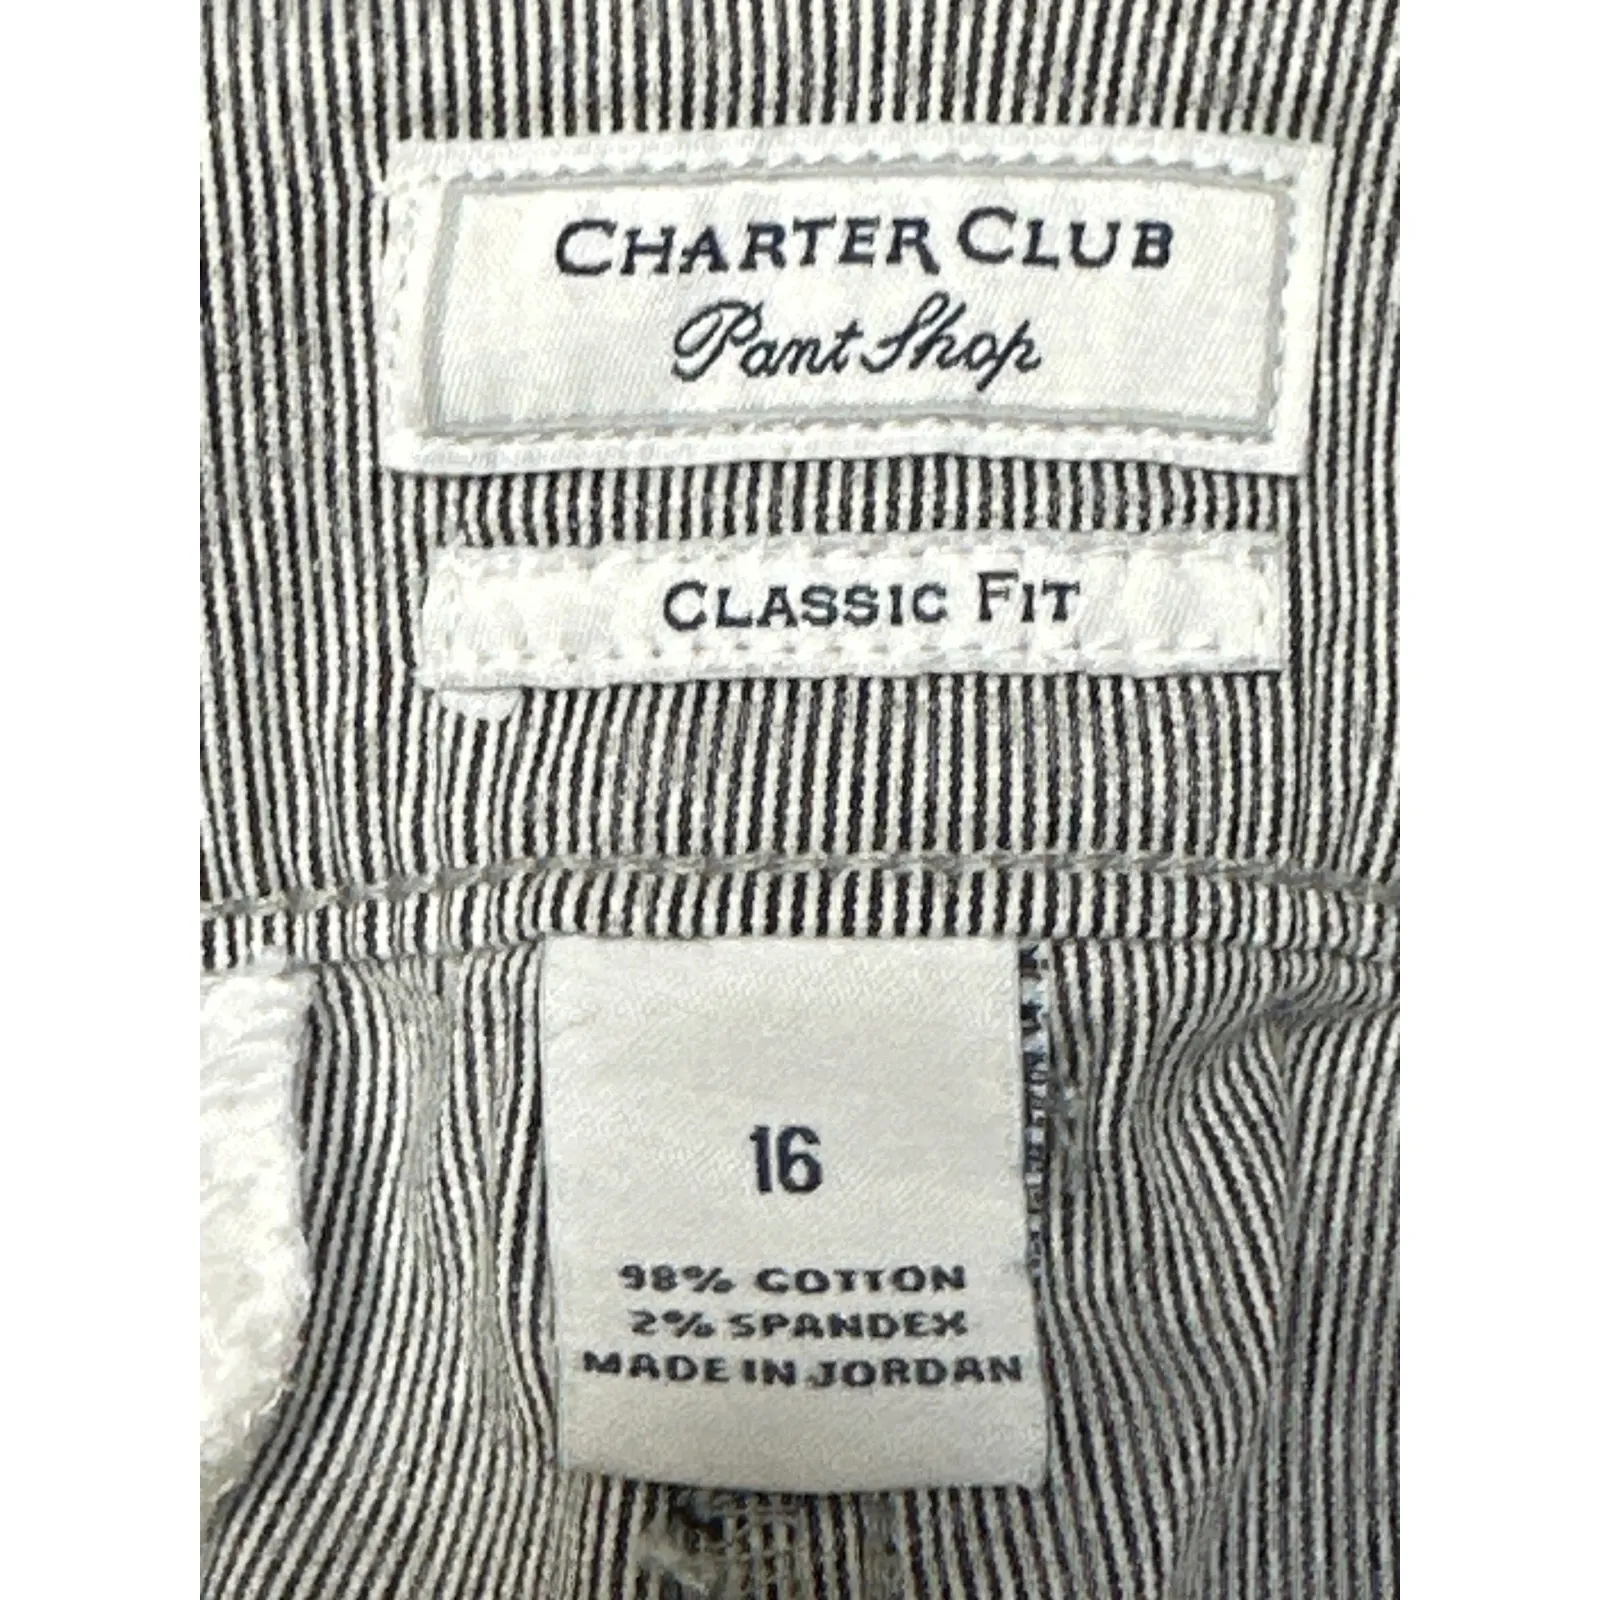 CHARTER CLUB
Pant Shop
CLASSIC FIT
16
98% COTTON
2% SPANDEX
MADE IN JORDAN